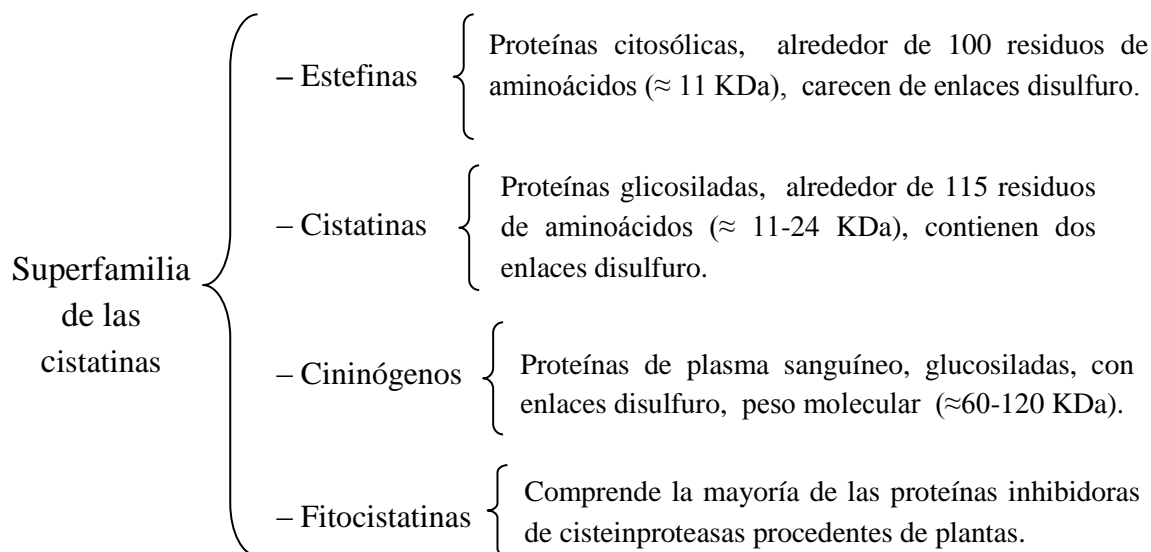 Superfamilia
de las
cistatinas
– Estefinas
Proteínas citosólicas, alrededor de 100 residuos de
aminoácidos (≈ 11 KDa), carecen de enlaces disulfuro.
– Cistatinas
Proteínas glicosiladas, alrededor de 115 residuos
de aminoácidos (≈ 11-24 KDa), contienen dos
enlaces disulfuro.
– Cininógenos
Proteínas de plasma sanguíneo, glucosiladas, con
enlaces disulfuro, peso molecular (≈60-120 KDa).
– Fitocistatinas
Comprende la mayoría de las proteínas inhibidoras
de cisteinproteasas procedentes de plantas.